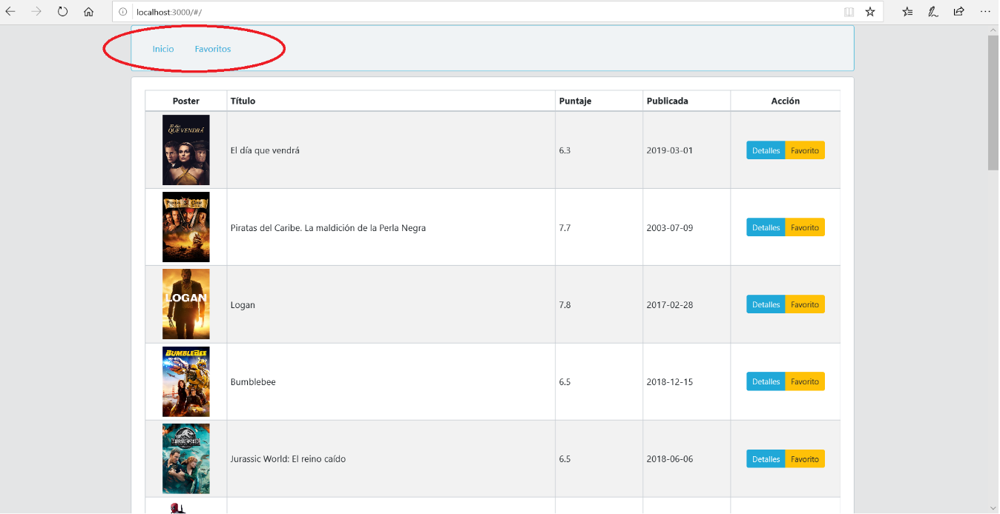 localhost:3000/#/
Inicio Favoritos
Poster Título Puntaje Publicada Acción
El día
QUE VENDRÁ
El día que vendrá 6.3 2019-03-01 Detalles Favorito
Piratas del Caribe. La maldición de la Perla Negra 7.7 2003-07-09 Detalles Favorito
LOGAN
Logan 7.8 2017-02-28 Detalles Favorito
BUMBLEBEE
Bumblebee 6.5 2018-12-15 Detalles Favorito
JURASSIC WORLD
Jurassic World: El reino caído 6.5 2018-06-06 Detalles Favorito